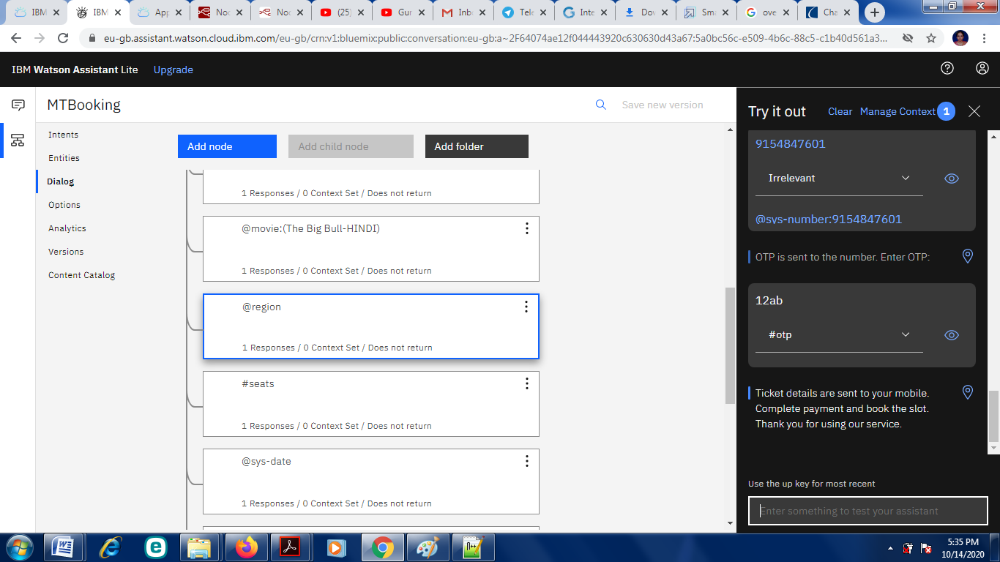 IBM
IBM
App
Noc
Noc
(25)
Gur
Inb
Tele
Inte
Dov
Sma
ove
Cha
eu-gb.assistant.watson.cloud.ibm.com/eu-gb/crn:v1:bluemix:public:conversation:eu-gb:a~2F64074ae12f044443920c630630d43a67:5a0bc56c-e509-4b6c-88c5-c1b40d561a3...
IBM Watson Assistant Lite
Upgrade
MTBooking
Save new version
Intents
Entities
Dialog
Options
Analytics
Versions
Content Catalog
Add node
Add child node
Add folder
1 Responses / 0 Context Set / Does not return
@movie:(The Big Bull-HINDI)
1 Responses / 0 Context Set / Does not return
@region
1 Responses / 0 Context Set / Does not return
#seats
1 Responses / 0 Context Set / Does not return
@sys-date
1 Responses / 0 Context Set / Does not return
Try it out
Clear
Manage Context
1
9154847601
Irrelevant
@sys-number:9154847601
OTP is sent to the number. Enter OTP:
12ab
#otp
Ticket details are sent to your mobile.
Complete payment and book the slot.
Thank you for using our service.
Use the up key for most recent
Enter something to test your assistant
5:35 PM
10/14/2020